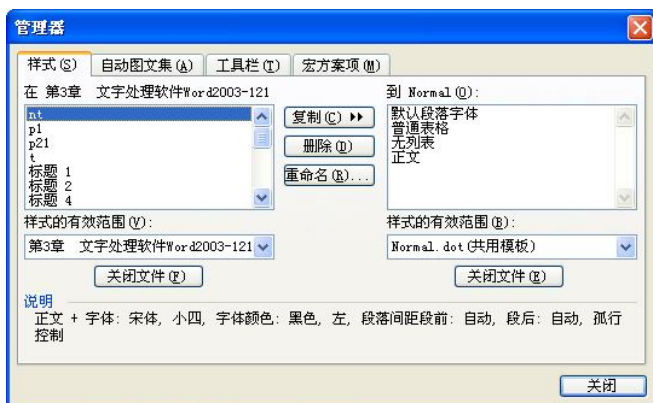 管理器
样式(S) 自动图文集(A) 工具栏(T) 宏方案项(M)
在 第3章 文字处理软件Word2003-121 到 Normal(O):
nt
p1
p21
t
标题 1
标题 2
标题 4
复制(C)
删除(D)
重命名(R)...
默认段落字体
普通表格
无列表
正文
样式的有效范围(V): 样式的有效范围(B):
第3章 文字处理软件Word2003-121 Normal.dot(共用模板)
关闭文件(F) 关闭文件(E)
说明
正文 + 字体: 宋体, 小四, 字体颜色: 黑色, 左, 段落间距段前: 自动, 段后: 自动, 孤行
控制
关闭